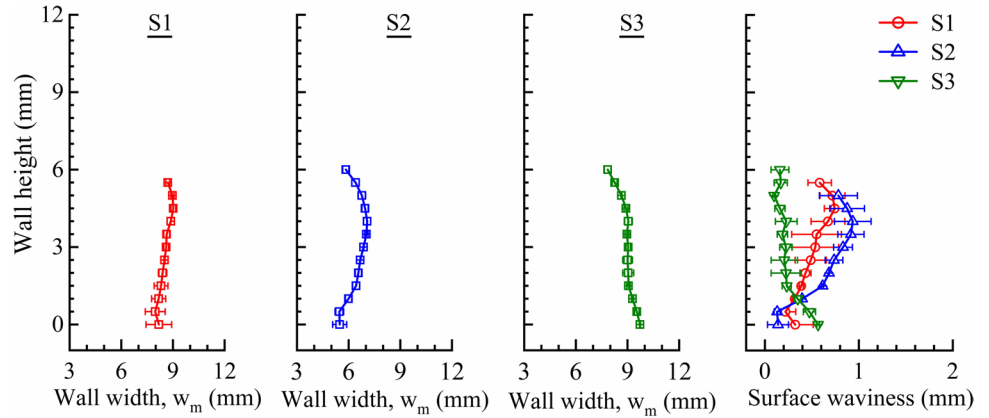 S1
S2
S3
S1
S2
S3
Wall height (mm)
12
9
6
3
0
3 6 9 12
3 6 9 12
3 6 9 12
0 1 2
Wall width, wm (mm)
Wall width, wm (mm)
Wall width, wm (mm)
Surface waviness (mm)